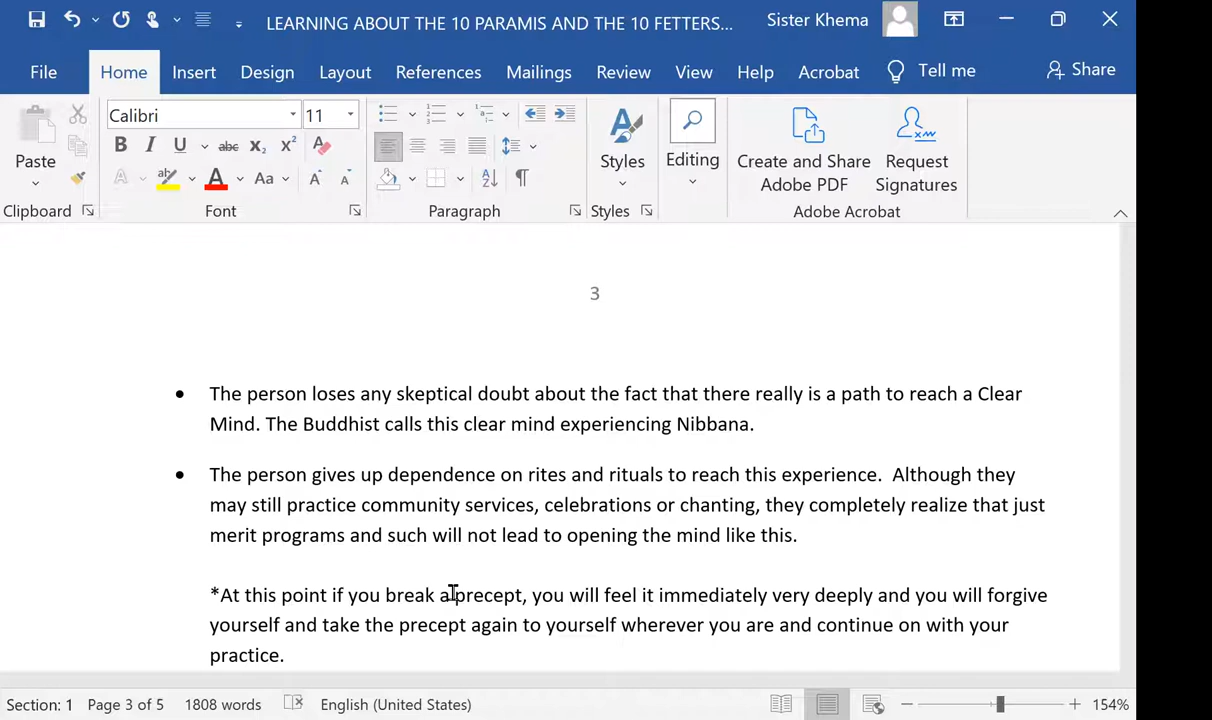 LEARNING ABOUT THE 10 PARAMIS AND THE 10 FETTERS... Sister Khema
File Home Insert Design Layout References Mailings Review View Help Acrobat Tell me Share
Calibri 11
Paste
B I U abc X₂ X² A
A A Aa A A
Styles
Editing
Create and Share Adobe PDF
Request Signatures
Clipboard Font Paragraph Styles Adobe Acrobat
3
• The person loses any skeptical doubt about the fact that there really is a path to reach a Clear
Mind. The Buddhist calls this clear mind experiencing Nibbana.
• The person gives up dependence on rites and rituals to reach this experience.  Although they
may still practice community services, celebrations or chanting, they completely realize that just
merit programs and such will not lead to opening the mind like this.
*At this point if you break a precept, you will feel it immediately very deeply and you will forgive
yourself and take the precept again to yourself wherever you are and continue on with your
practice.
Section: 1 Page 3 of 5 1808 words English (United States) 154%